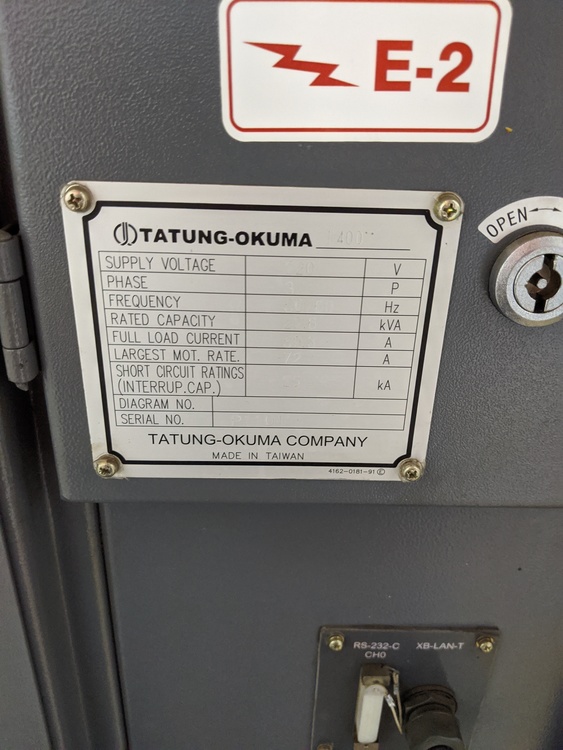 E-2
TATUNG-OKUMA
OPEN
SUPPLY VOLTAGE V
PHASE P
FREQUENCY Hz
RATED CAPACITY kVA
FULL LOAD CURRENT A
LARGEST MOT. RATE. A
SHORT CIRCUIT RATINGS
(INTERRUP.CAP.) kA
DIAGRAM NO.
SERIAL NO.
TATUNG-OKUMA COMPANY
MADE IN TAIWAN
4162-0181-91 Ⓔ
RS-232-C XB-LAN-T
CH0